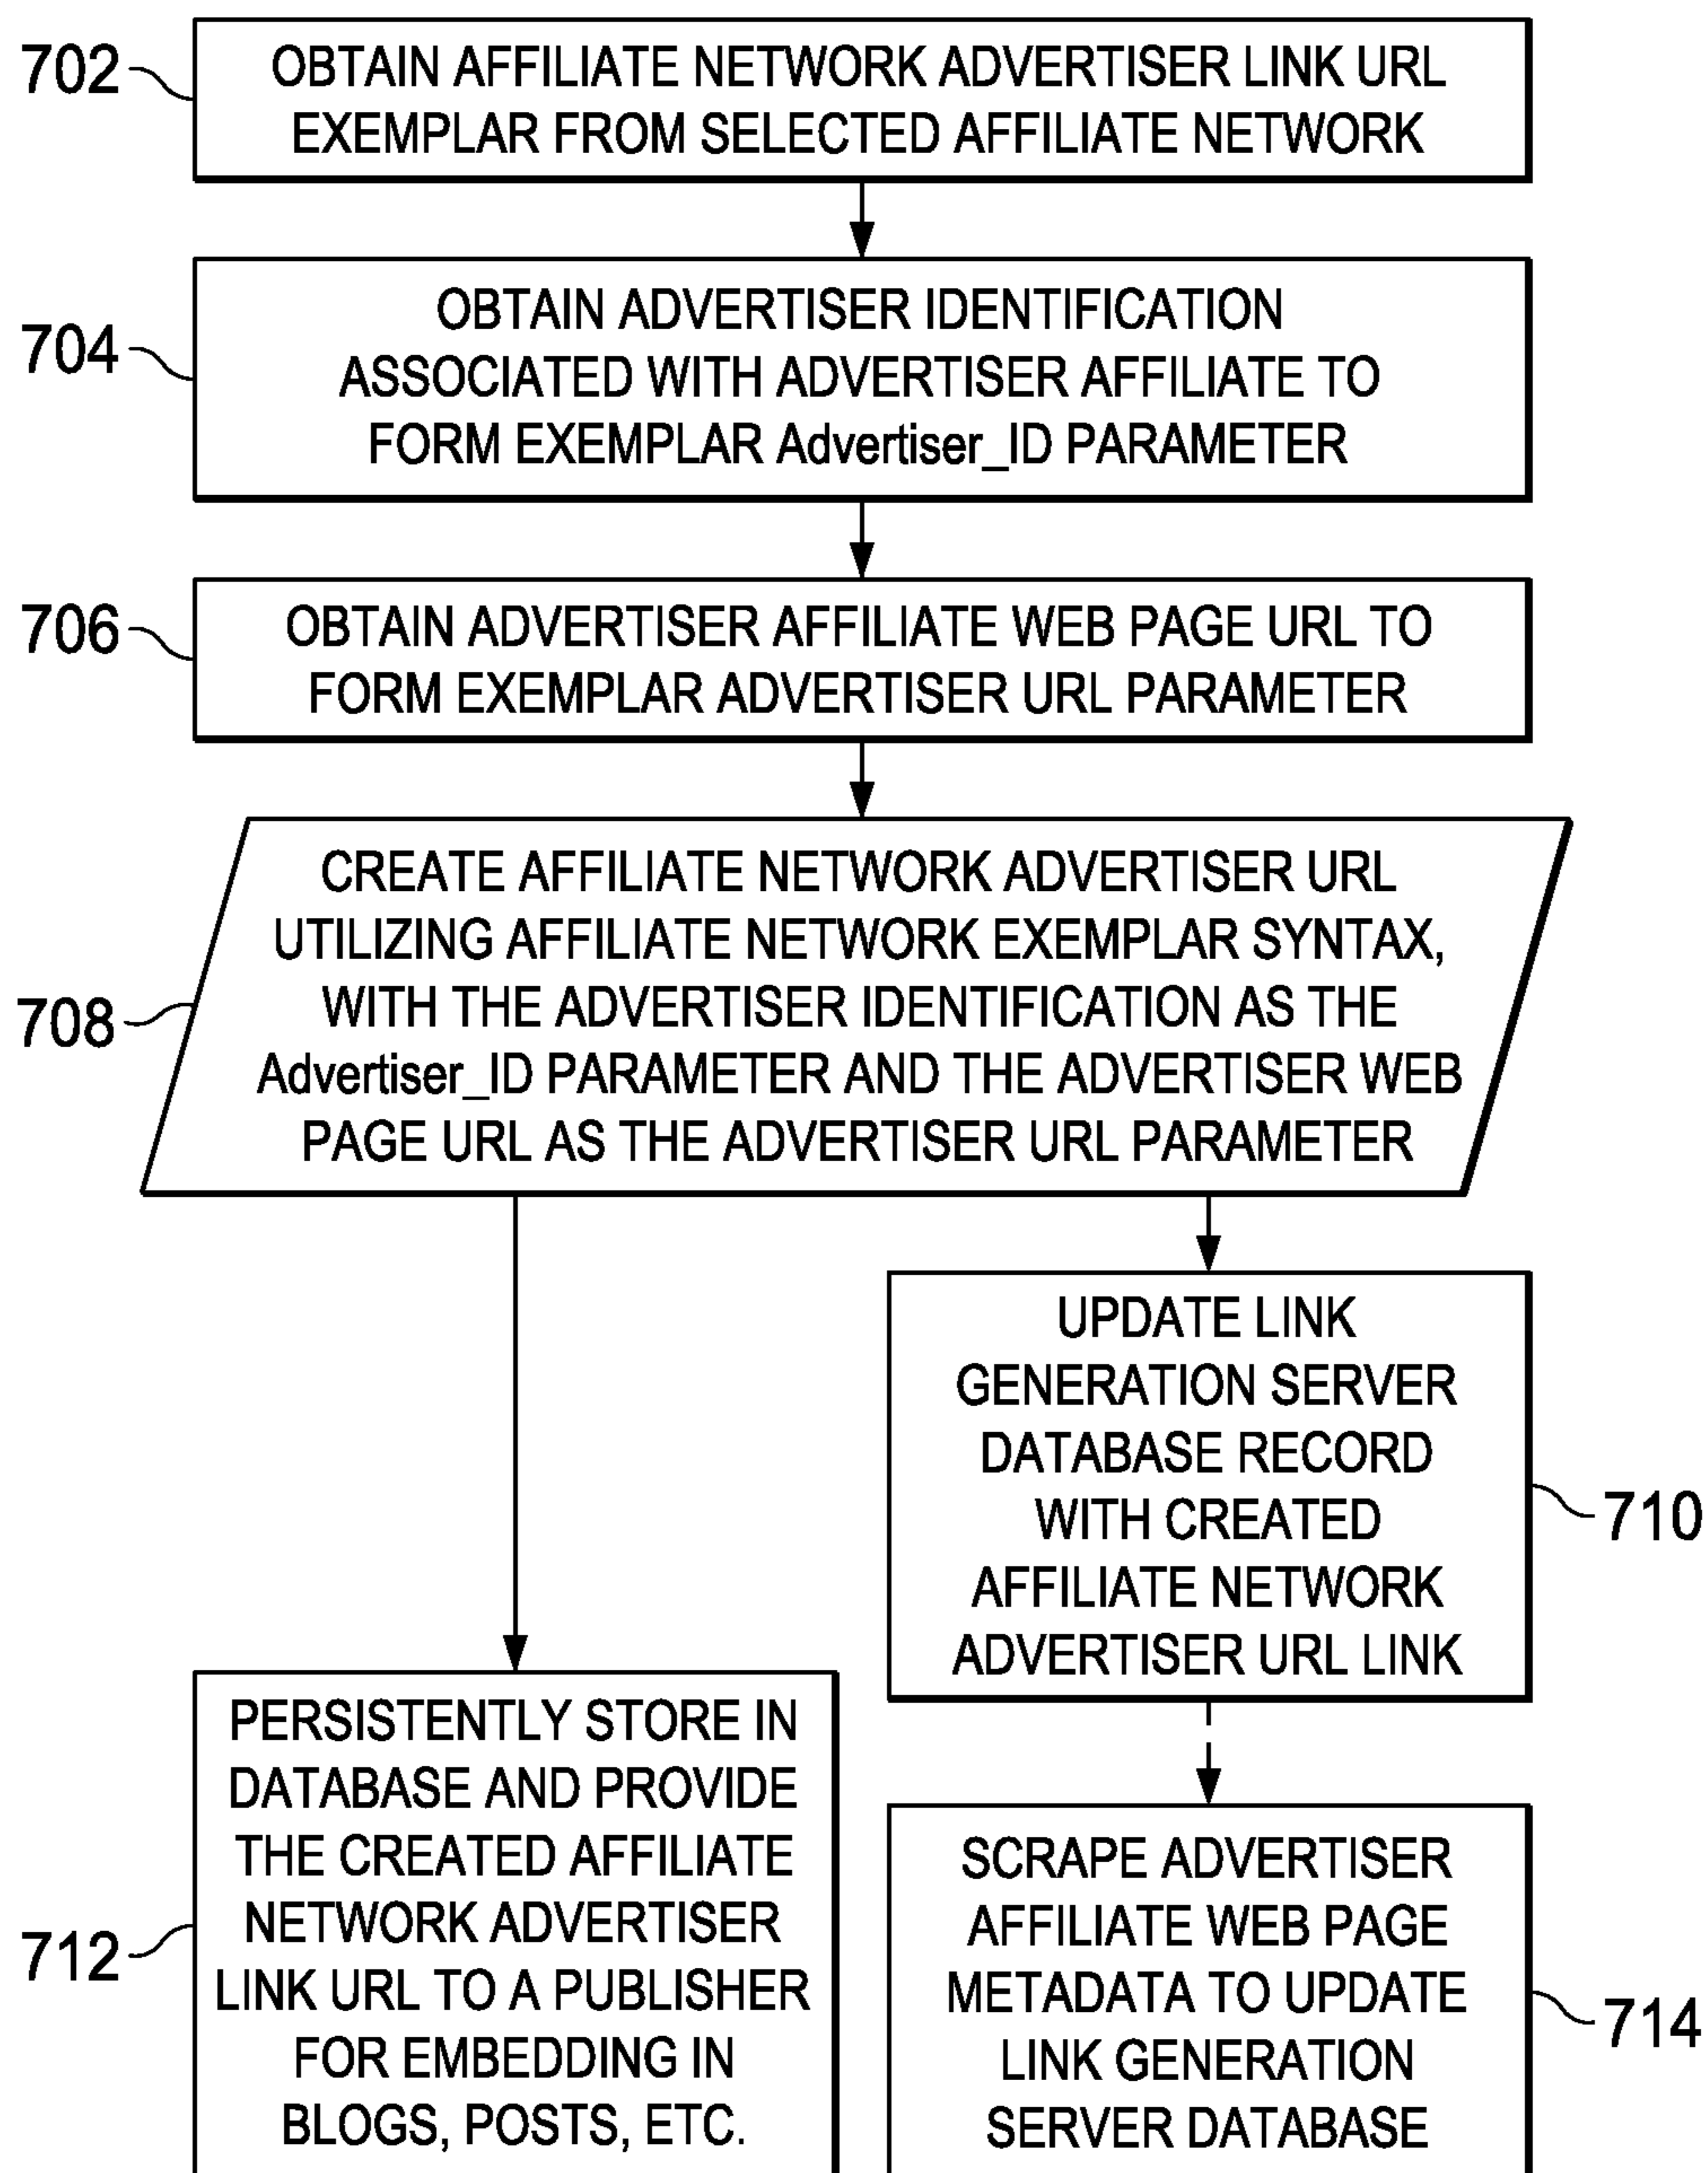 702
OBTAIN AFFILIATE NETWORK ADVERTISER LINK URL
EXEMPLAR FROM SELECTED AFFILIATE NETWORK
704
OBTAIN ADVERTISER IDENTIFICATION
ASSOCIATED WITH ADVERTISER AFFILIATE TO
FORM EXEMPLAR Advertiser_ID PARAMETER
706
OBTAIN ADVERTISER AFFILIATE WEB PAGE URL TO
FORM EXEMPLAR ADVERTISER URL PARAMETER
708
CREATE AFFILIATE NETWORK ADVERTISER URL
UTILIZING AFFILIATE NETWORK EXEMPLAR SYNTAX,
WITH THE ADVERTISER IDENTIFICATION AS THE
Advertiser_ID PARAMETER AND THE ADVERTISER WEB
PAGE URL AS THE ADVERTISER URL PARAMETER
UPDATE LINK
GENERATION SERVER
DATABASE RECORD
WITH CREATED
AFFILIATE NETWORK
ADVERTISER URL LINK
710
PERSISTENTLY STORE IN
DATABASE AND PROVIDE
THE CREATED AFFILIATE
NETWORK ADVERTISER
LINK URL TO A PUBLISHER
FOR EMBEDDING IN
BLOGS, POSTS, ETC.
712
SCRAPE ADVERTISER
AFFILIATE WEB PAGE
METADATA TO UPDATE
LINK GENERATION
SERVER DATABASE
714